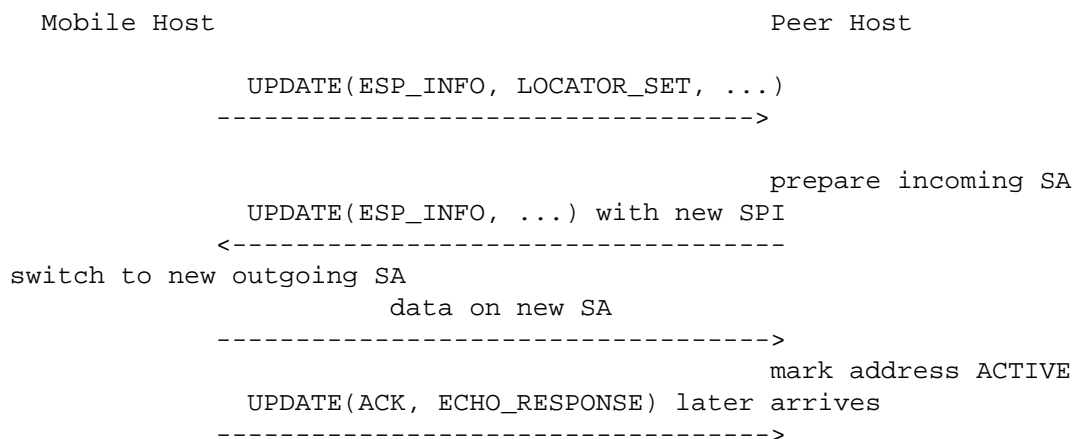 Mobile Host                                   Peer Host
UPDATE(ESP_INFO, LOCATOR_SET, ...)
---------------------------------->
prepare incoming SA
UPDATE(ESP_INFO, ...) with new SPI
<-----------------------------------
switch to new outgoing SA
data on new SA
----------------------------------->
mark address ACTIVE
UPDATE(ACK, ECHO_RESPONSE) later arrives
----------------------------------->